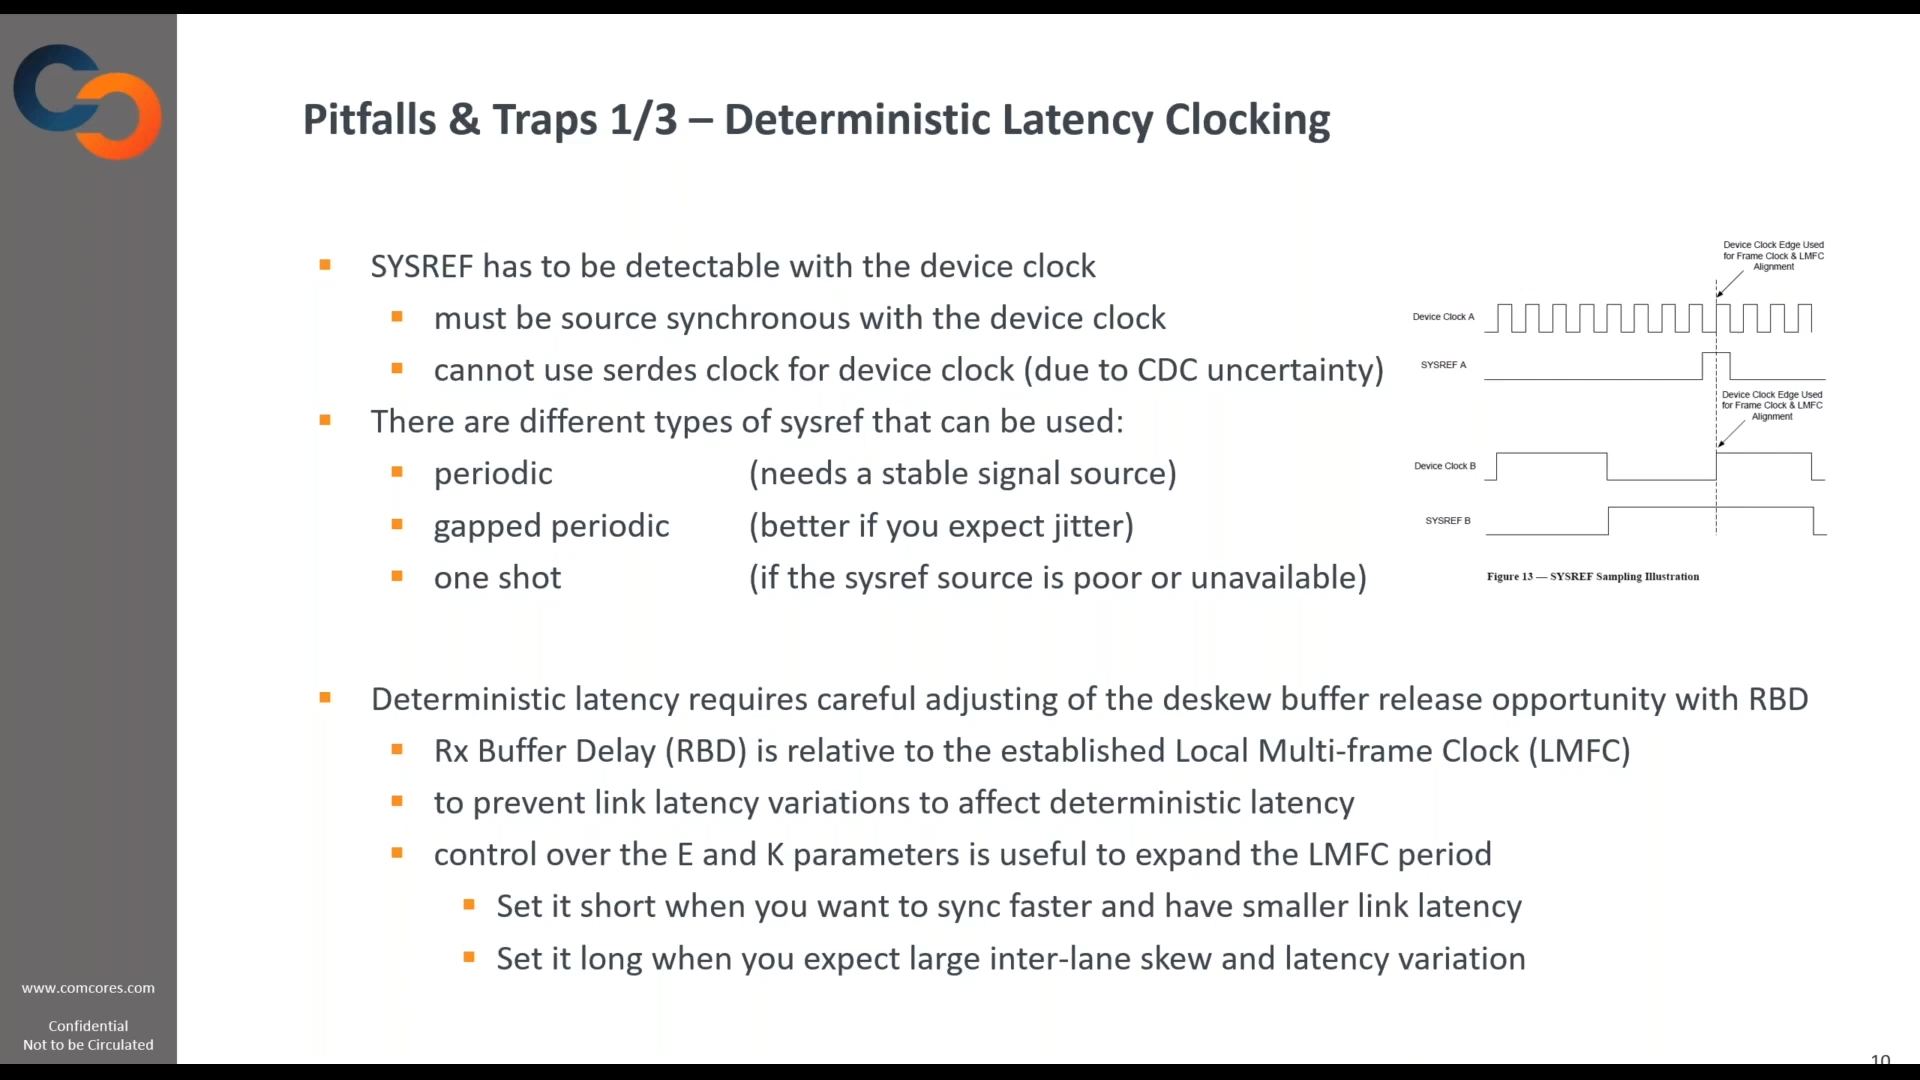 Pitfalls & Traps 1/3 – Deterministic Latency Clocking
SYSREF has to be detectable with the device clock
must be source synchronous with the device clock
cannot use serdes clock for device clock (due to CDC uncertainty)
There are different types of sysref that can be used:
periodic (needs a stable signal source)
gapped periodic (better if you expect jitter)
one shot (if the sysref source is poor or unavailable)
Device Clock Edge Used
for Frame Clock & LMFC
Alignment
Device Clock A
SYSREF A
Device Clock Edge Used
for Frame Clock & LMFC
Alignment
Device Clock B
SYSREF B
Figure 13 — SYSREF Sampling Illustration
Deterministic latency requires careful adjusting of the deskew buffer release opportunity with RBD
Rx Buffer Delay (RBD) is relative to the established Local Multi-frame Clock (LMFC)
to prevent link latency variations to affect deterministic latency
control over the E and K parameters is useful to expand the LMFC period
Set it short when you want to sync faster and have smaller link latency
Set it long when you expect large inter-lane skew and latency variation
www.comcores.com
Confidential
Not to be Circulated
10